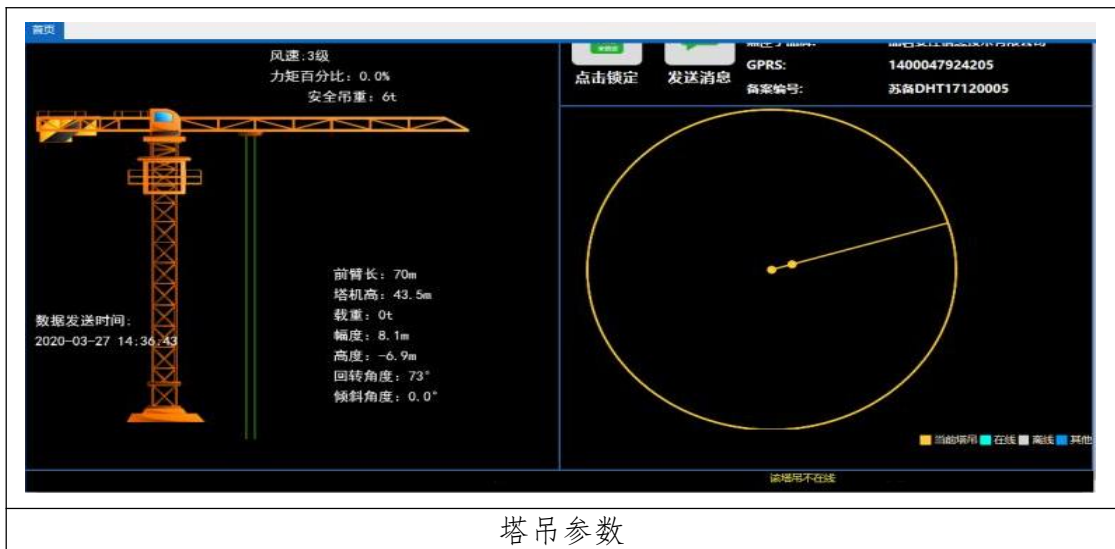 首页
风速:3级
力矩百分比: 0.0%
安全吊重: 6t
前臂长: 70m
塔机高: 43.5m
载重: 0t
幅度: 8.1m
高度: -6.9m
回转角度: 73°
倾斜角度: 0.0°
数据发送时间:
2020-03-27 14:36:43
点击锁定
发送消息
GPRS: 1400047924205
备案编号: 苏备DHT17120005
当前塔吊 在线 离线 其他
该塔吊不在线
塔吊参数